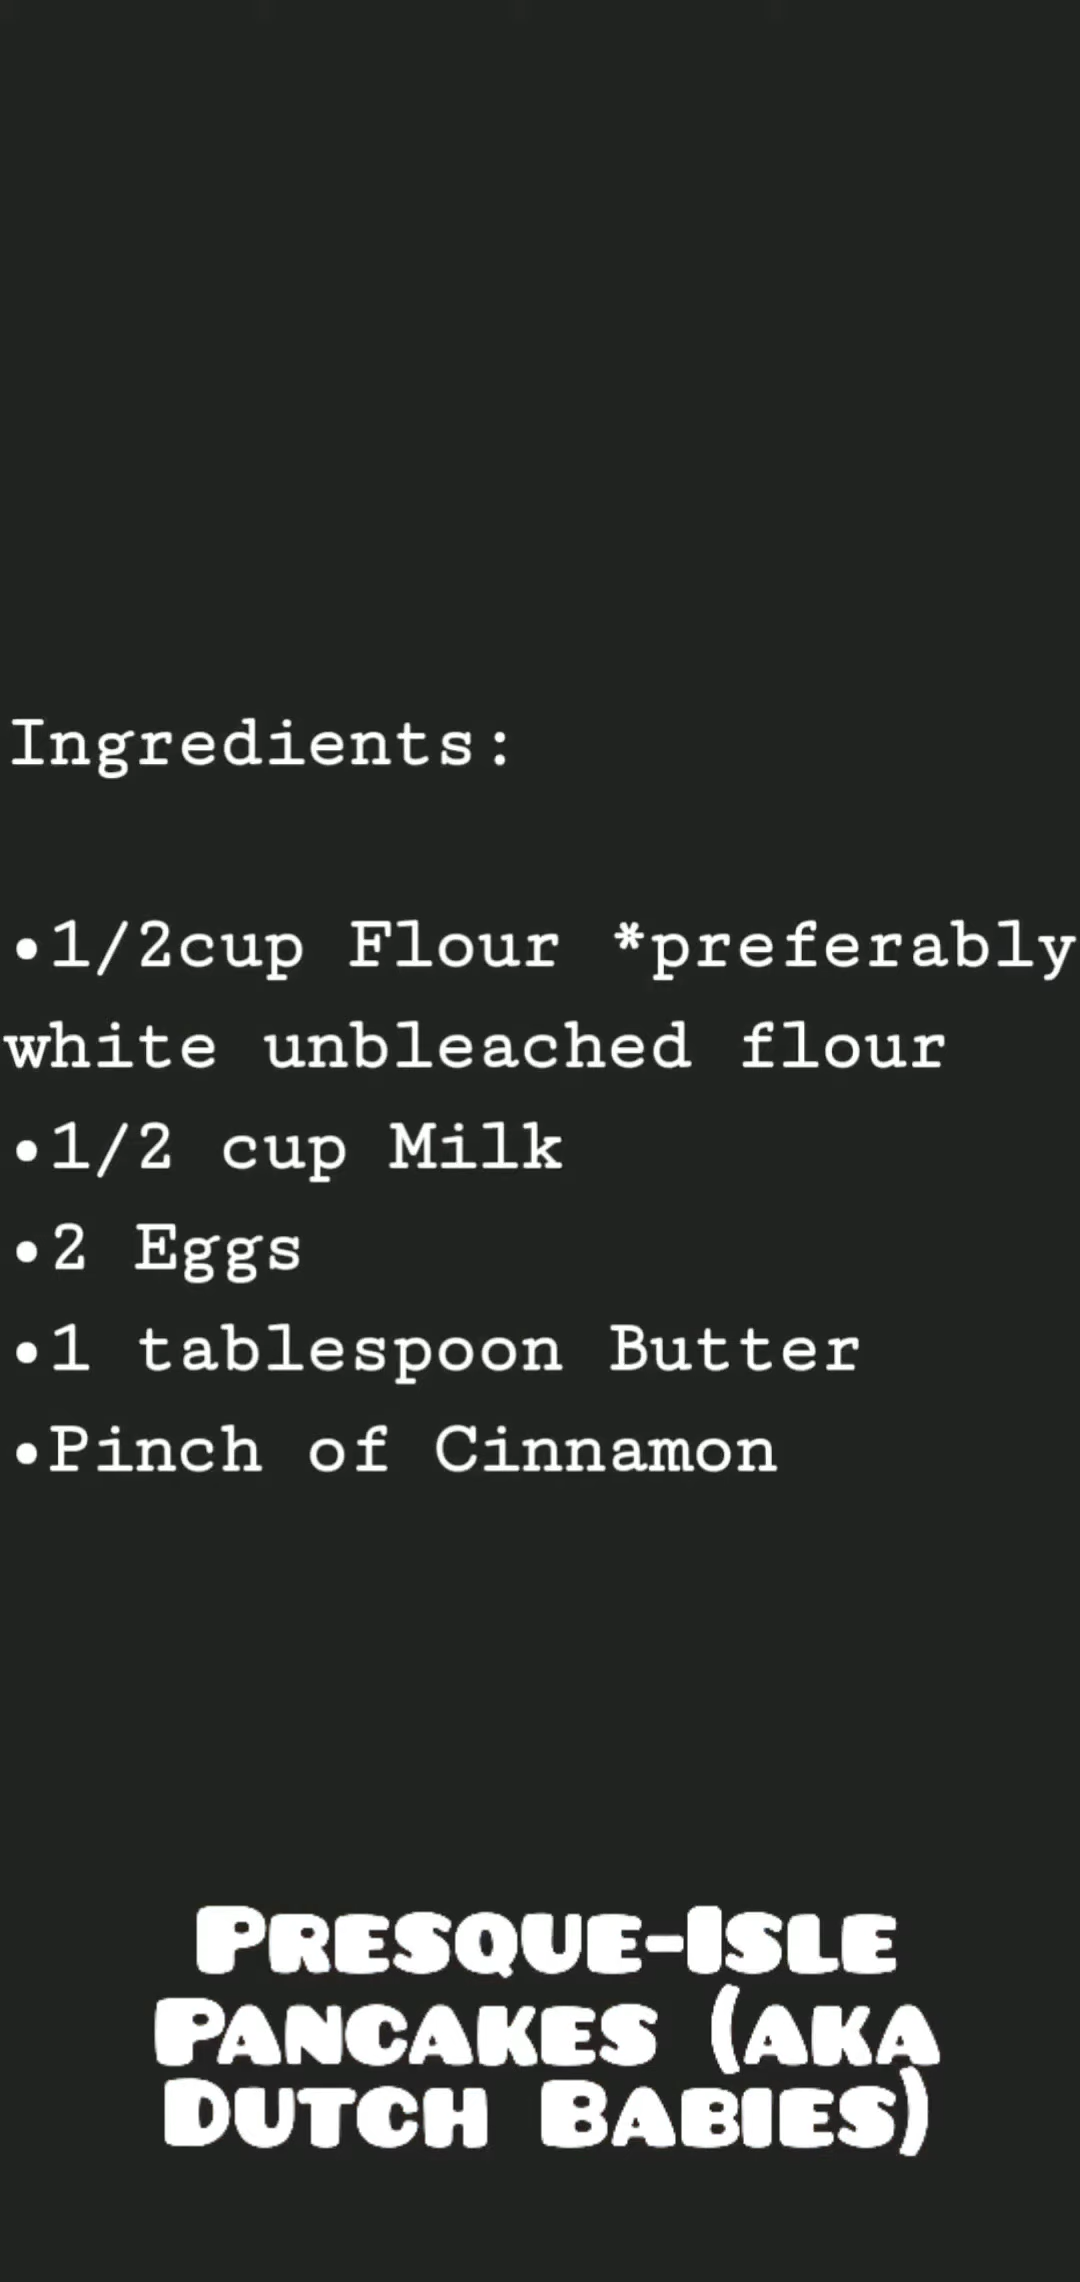 Ingredients:
•1/2cup Flour *preferably
white unbleached flour
•1/2 cup Milk
•2 Eggs
•1 tablespoon Butter
•Pinch of Cinnamon
Presque-Isle
Pancakes (aka
Dutch Babies)